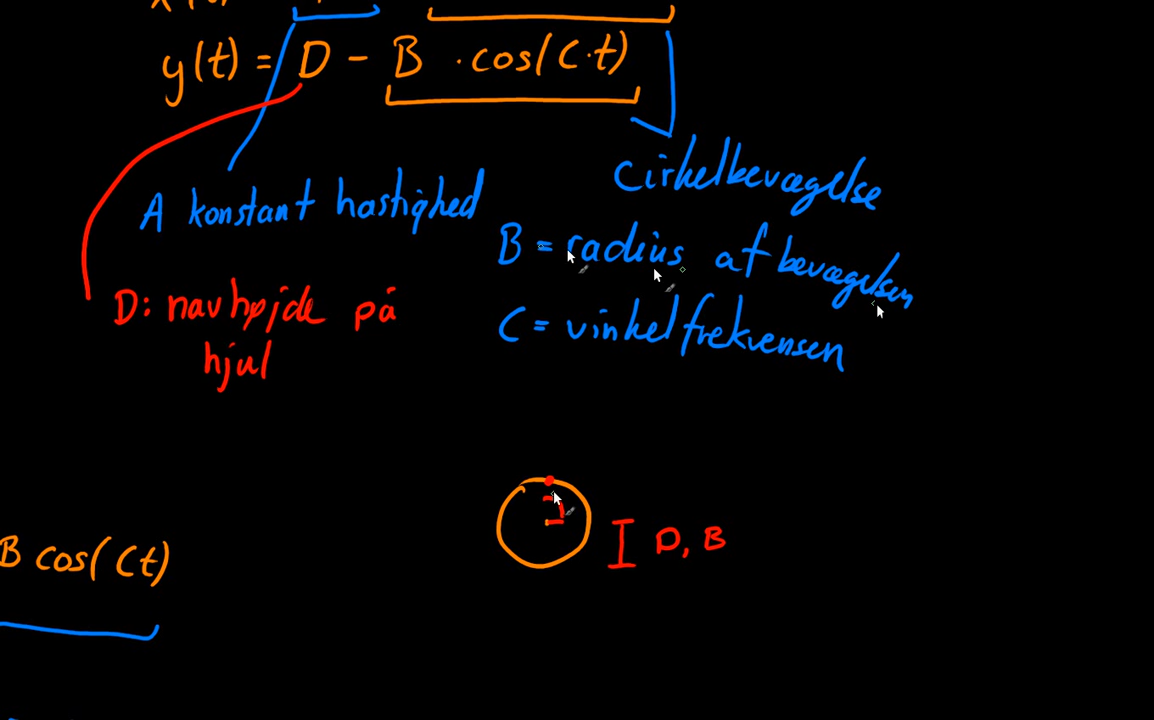 y(t) = D - B · cos(C·t)
Cirkelbevægelse
A konstant hastighed
B = radius af bevægelsen
D: navhøjde på
hjul
C = vinkelfrekvensen
D, B
B cos(Ct)